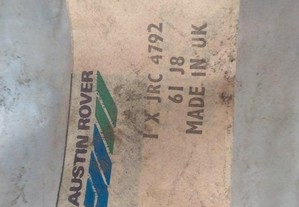 AUSTIN ROVER
1 X JRC 4792
61 J8
MADE IN UK